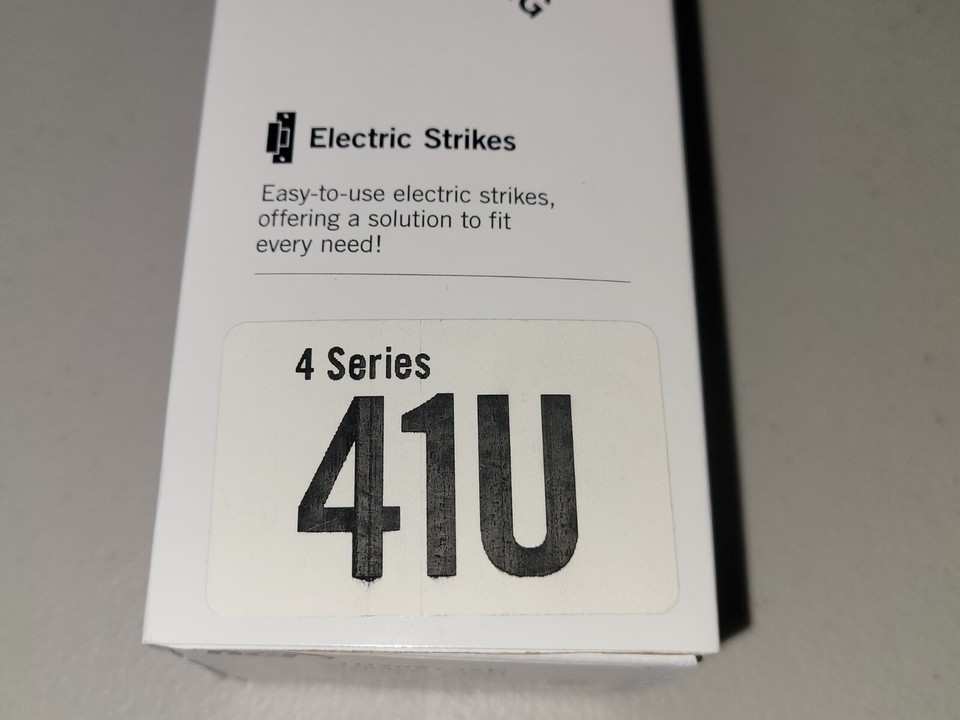 Electric Strikes
Easy-to-use electric strikes,
offering a solution to fit
every need!
4 Series
41U